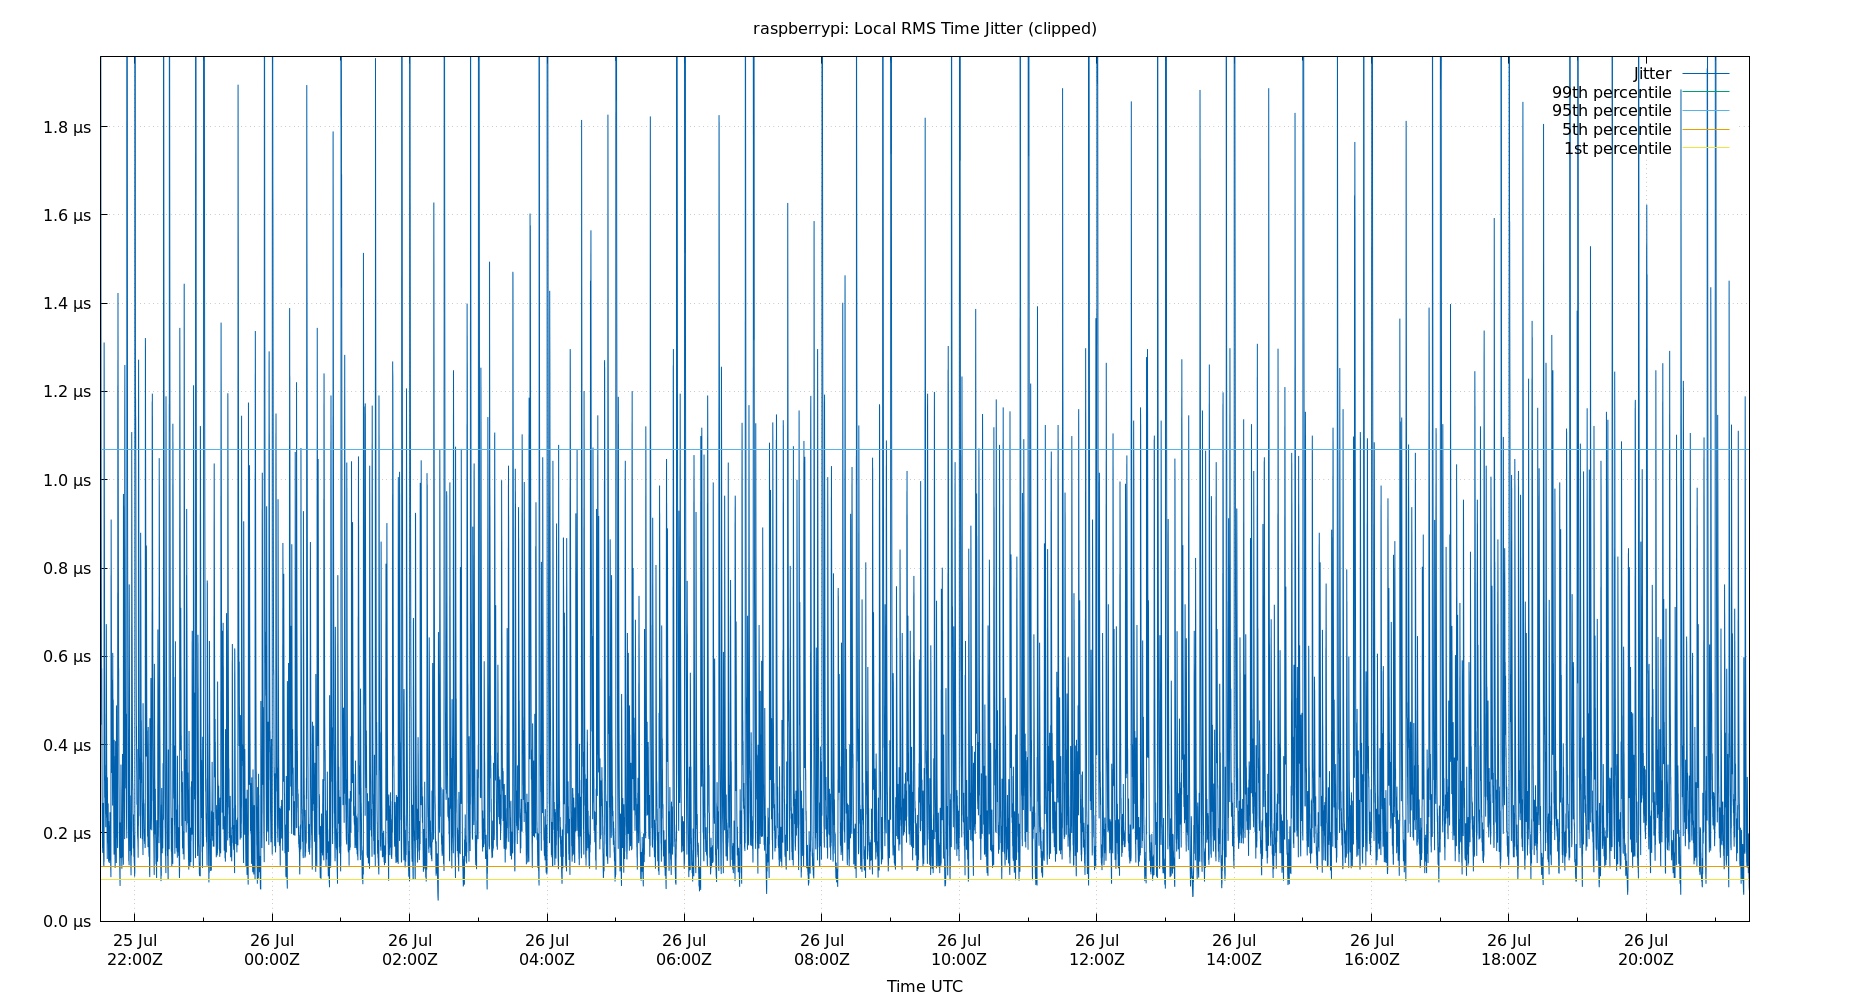 raspberrypi: Local RMS Time Jitter (clipped)
Jitter
99th percentile
95th percentile
5th percentile
1st percentile
1.8 µs
1.6 µs
1.4 µs
1.2 µs
1.0 µs
0.8 µs
0.6 µs
0.4 µs
0.2 µs
0.0 µs
25 Jul 26 Jul 26 Jul 26 Jul 26 Jul 26 Jul 26 Jul 26 Jul 26 Jul 26 Jul 26 Jul 26 Jul
22:00Z 00:00Z 02:00Z 04:00Z 06:00Z 08:00Z 10:00Z 12:00Z 14:00Z 16:00Z 18:00Z 20:00Z
Time UTC